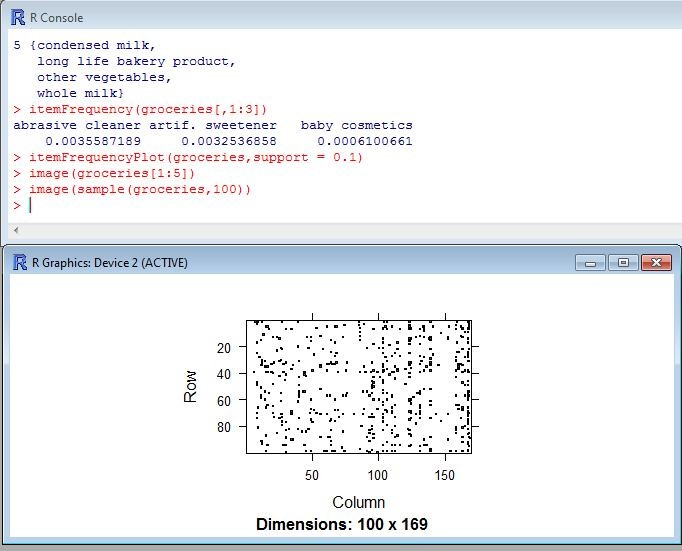 R Console
5 {condensed milk,
long life bakery product,
other vegetables,
whole milk}
> itemFrequency(groceries[,1:3])
abrasive cleaner artif. sweetener   baby cosmetics
0.0035587189     0.0032536858     0.0006100661
> itemFrequencyPlot(groceries,support = 0.1)
> image(groceries[1:5])
> image(sample(groceries,100))
>
R Graphics: Device 2 (ACTIVE)
20
40
60
80
Row
50 100 150
Column
Dimensions: 100 x 169